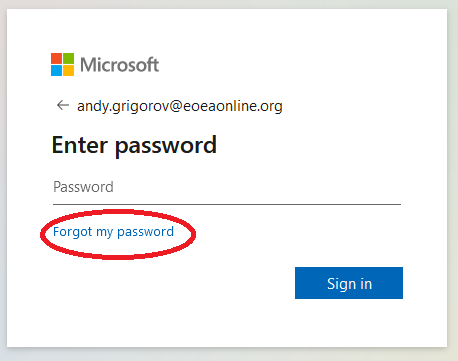 Microsoft
andy.grigorov@eoeaonline.org
Enter password
Password
Forgot my password
Sign in